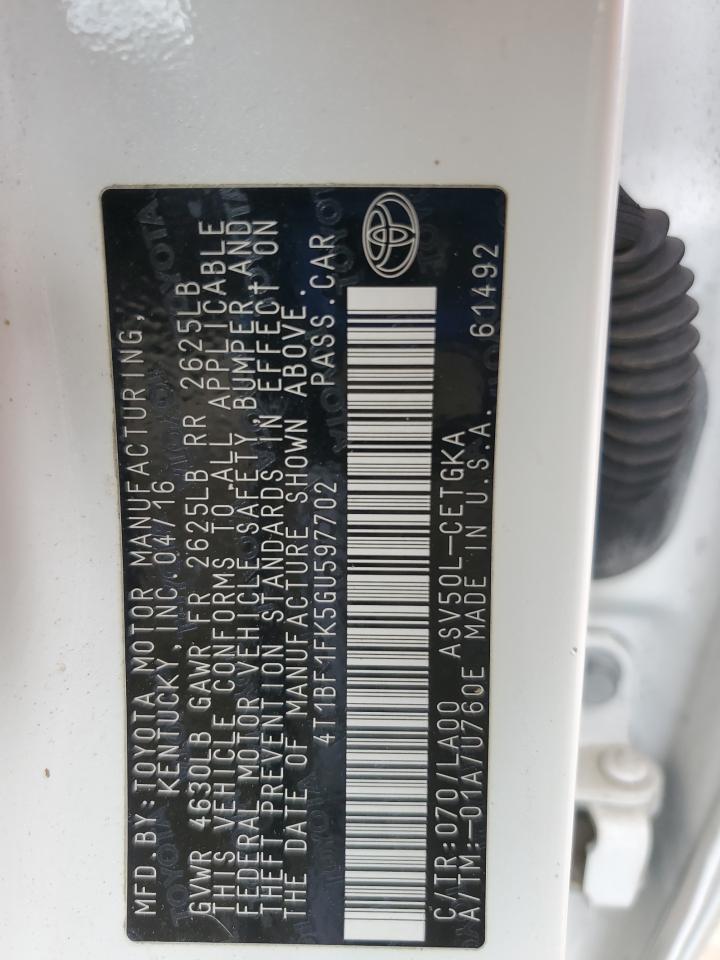 MFD. BY: TOYOTA MOTOR MANUFACTURING,
KENTUCKY, INC. 04/16
GVWR 4630LB GAWR FR 2625LB RR 2625LB
THIS VEHICLE CONFORMS TO ALL APPLICABLE
FEDERAL MOTOR VEHICLE SAFETY, BUMPER AND
THEFT PREVENTION STANDARDS IN EFFECT ON
THE DATE OF MANUFACTURE SHOWN ABOVE.
4T1BF1FK5GU597702 PASS. CAR
C/TR: 070/LA00 ASV50L-CETGKA
A/TM: -01A/U760E MADE IN U.S.A. 61492